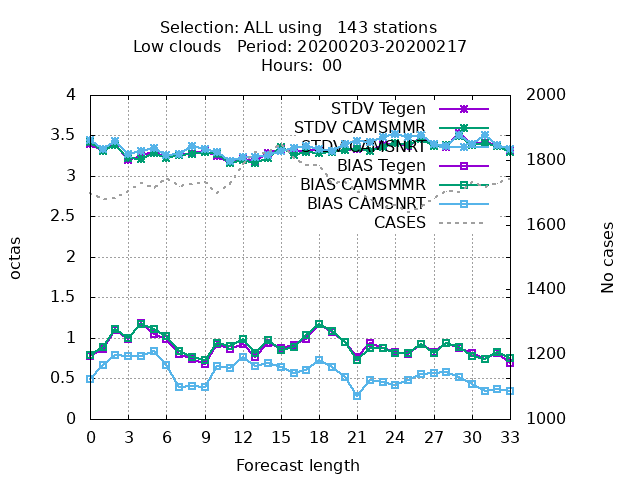 Selection: ALL using   143 stations
Low clouds   Period: 20200203-20200217
Hours:  00
octas
No cases
4
3.5
3
2.5
2
1.5
1
0.5
0
2000
1800
1600
1400
1200
1000
STDV Tegen
STDV CAMSMMR
STDV CAMSNRT
BIAS Tegen
BIAS CAMSMMR
BIAS CAMSNRT
CASES
0 3 6 9 12 15 18 21 24 27 30 33
Forecast length